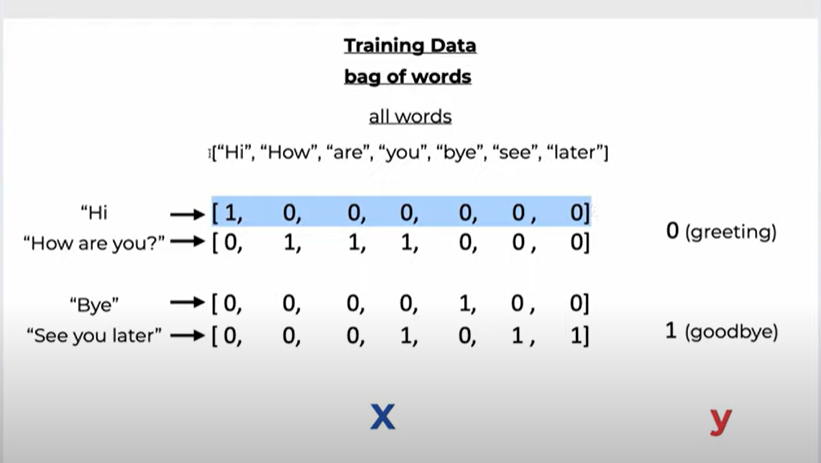 Training Data
bag of words
all words
["Hi", "How", "are", "you", "bye", "see", "later"]
"Hi → [ 1, 0, 0, 0, 0, 0 , 0]
"How are you?" → [ 0, 1, 1, 1, 0, 0 , 0]
0 (greeting)
"Bye" → [ 0, 0, 0, 0, 1, 0 , 0]
"See you later" → [ 0, 0, 0, 1, 0, 1 , 1]
1 (goodbye)
X y